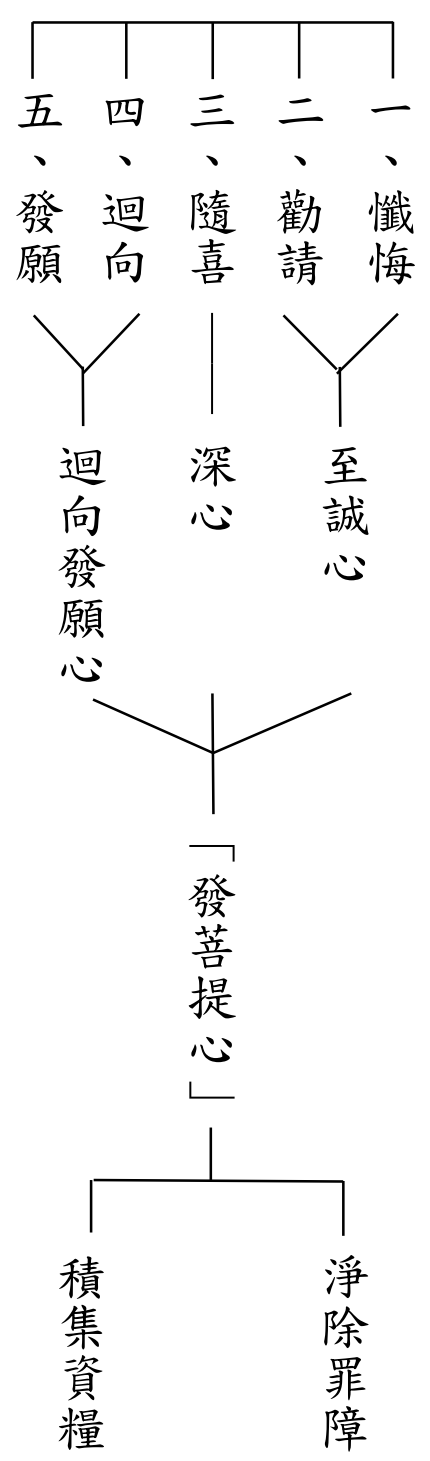 一、懺悔
二、勸請
三、隨喜
四、迴向
五、發願
至誠心
深心
迴向發願心
「發菩提心」
淨除罪障
積集資糧